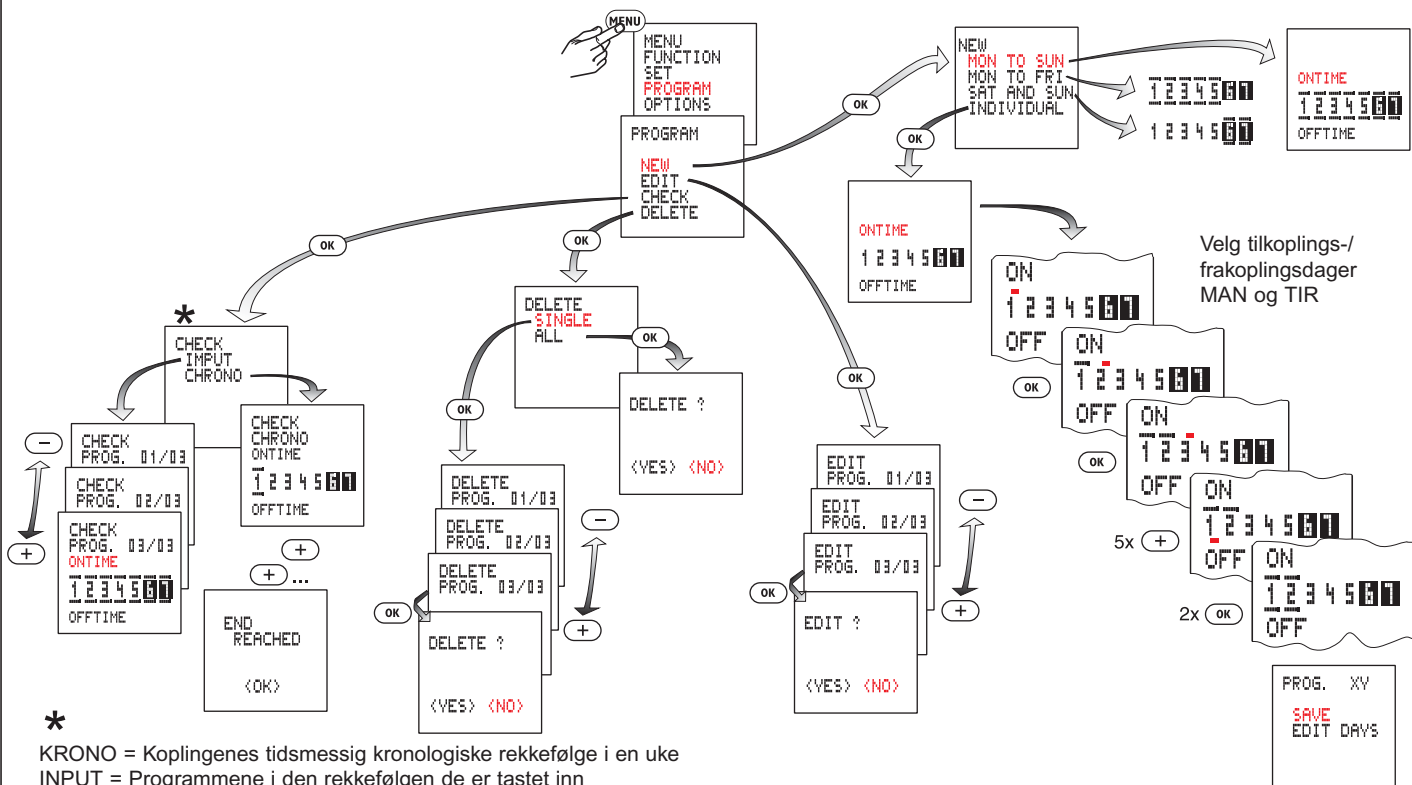 MENU
MENU
FUNCTION
SET
PROGRAM
OPTIONS
PROGRAM
NEW
EDIT
CHECK
DELETE
OK
NEW
MON TO SUN
MON TO FRI
SAT AND SUN
INDIVIDUAL
1 2 3 4 5 6 7
1 2 3 4 5 6 7
ONTIME
1 2 3 4 5 6 7
OFFTIME
OK
ONTIME
1 2 3 4 5 6 7
OFFTIME
Velg tilkoplings-/
frakoplingsdager
MAN og TIR
ON
1 2 3 4 5 6 7
OFF
OK
ON
1 2 3 4 5 6 7
OFF
OK
ON
1 2 3 4 5 6 7
OFF
5x +
ON
1 2 3 4 5 6 7
OFF
2x OK
ON
1 2 3 4 5 6 7
OFF
PROG. XY
SAVE
EDIT DAYS
OK
*
CHECK
IMPUT
CHRONO
−
+
CHECK
PROG. 01/03
CHECK
PROG. 02/03
CHECK
PROG. 03/03
ONTIME
1 2 3 4 5 6 7
OFFTIME
CHECK
CHRONO
ONTIME
1 2 3 4 5 6 7
OFFTIME
+
+ ...
END
REACHED
<OK>
OK
DELETE
SINGLE
ALL
OK
DELETE ?
<YES> <NO>
OK
DELETE
PROG. 01/03
DELETE
PROG. 02/03
DELETE
PROG. 03/03
−
+
OK
DELETE ?
<YES> <NO>
OK
EDIT
PROG. 01/03
EDIT
PROG. 02/03
EDIT
PROG. 03/03
−
+
OK
EDIT ?
<YES> <NO>
*
KRONO = Koplingenes tidsmessig kronologiske rekkefølge i en uke
INPUT = Programmene i den rekkefølgen de er tastet inn